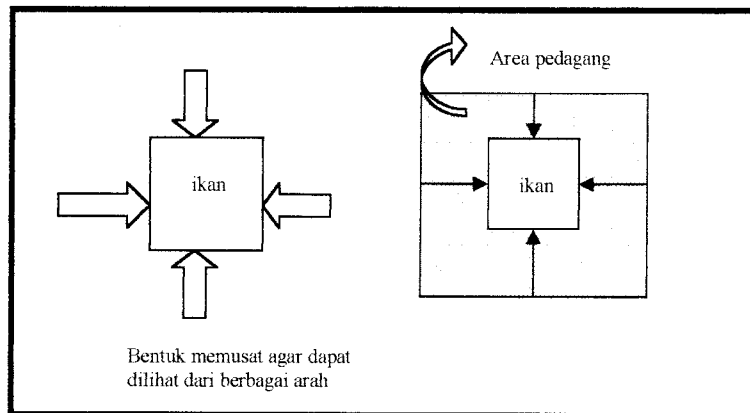 Area pedagang
ikan
ikan
Bentuk memusat agar dapat
dilihat dari berbagai arah